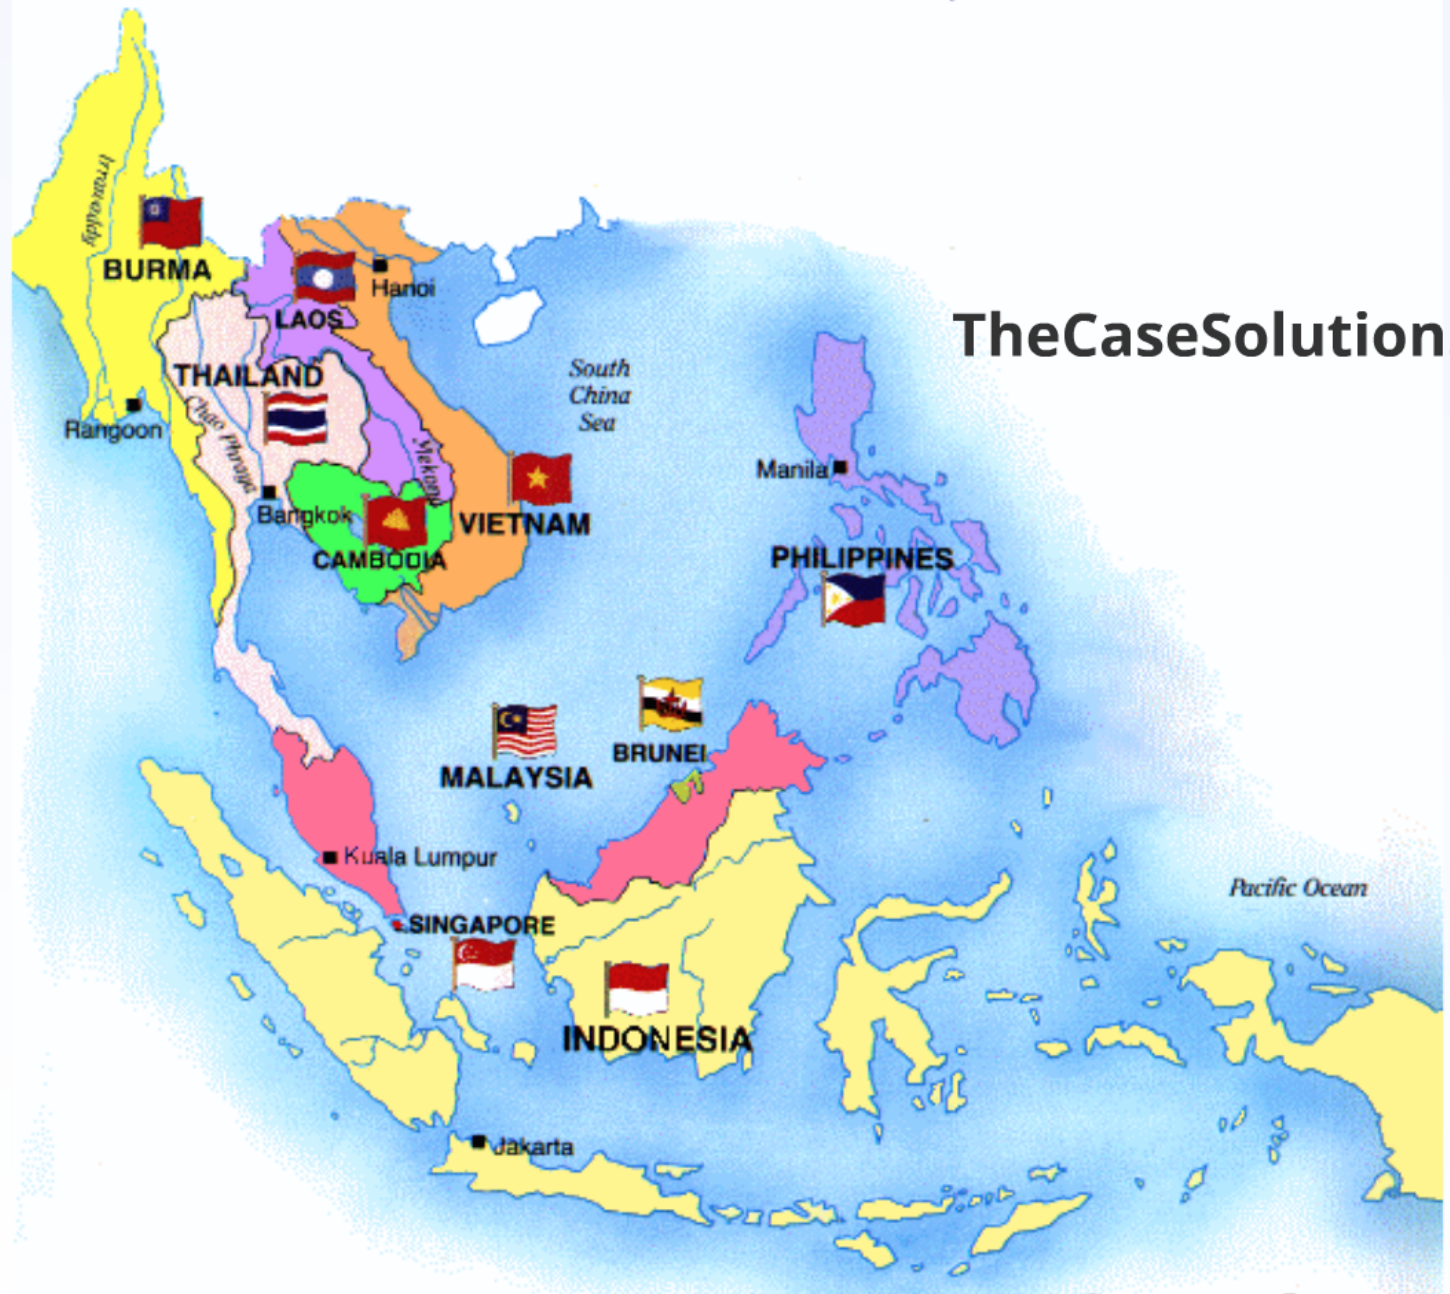 Irrawaddy
BURMA
Hanoi
LAOS
TheCaseSolution
South
China
Sea
THAILAND
Rangoon
Chao Phraya
Mekong
Manila
Bangkok
VIETNAM
CAMBODIA
PHILIPPINES
BRUNEI
MALAYSIA
Kuala Lumpur
Pacific Ocean
SINGAPORE
INDONESIA
Jakarta